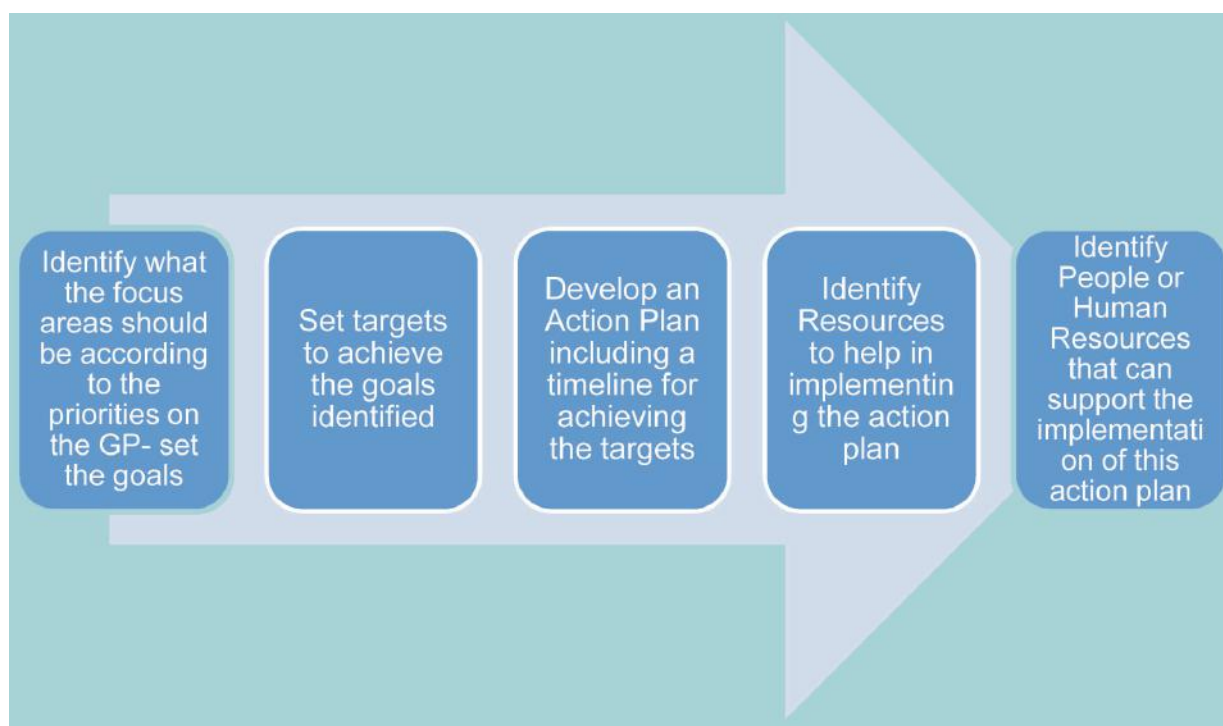 Identify what
the focus
areas should
be according
to the
priorities on
the GP- set
the goals
Set targets
to achieve
the goals
identified
Develop an
Action Plan
including a
timeline for
achieving
the targets
Identify
Resources
to help in
implementin
g the action
plan
Identify
People or
Human
Resources
that can
support the
implementati
on of this
action plan